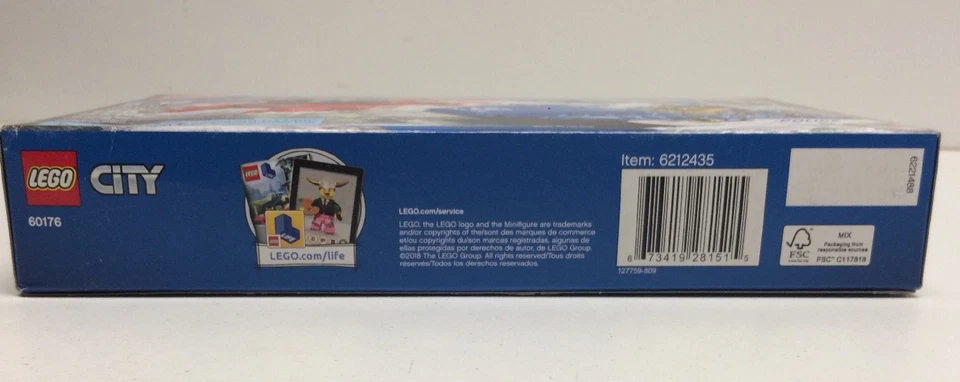 LEGO
CITY
60176
LEGO
LEGO.com/life
LEGO.com/service
LEGO, the LEGO logo and the Minifigure are trademarks
and/or copyrights of the/sont des marques de commerce
et/ou copyrights du/son marcas registradas, algunas de
ellas protegidas por derechos de autor, de LEGO Group.
©2018 The LEGO Group. All rights reserved/Tous droits
reservés/Todos los derechos reservados.
Item: 6212435
6 73419 28151 5
127759-809
6221488
FSC
MIX
Packaging from
responsible sources
FSC™ C117818